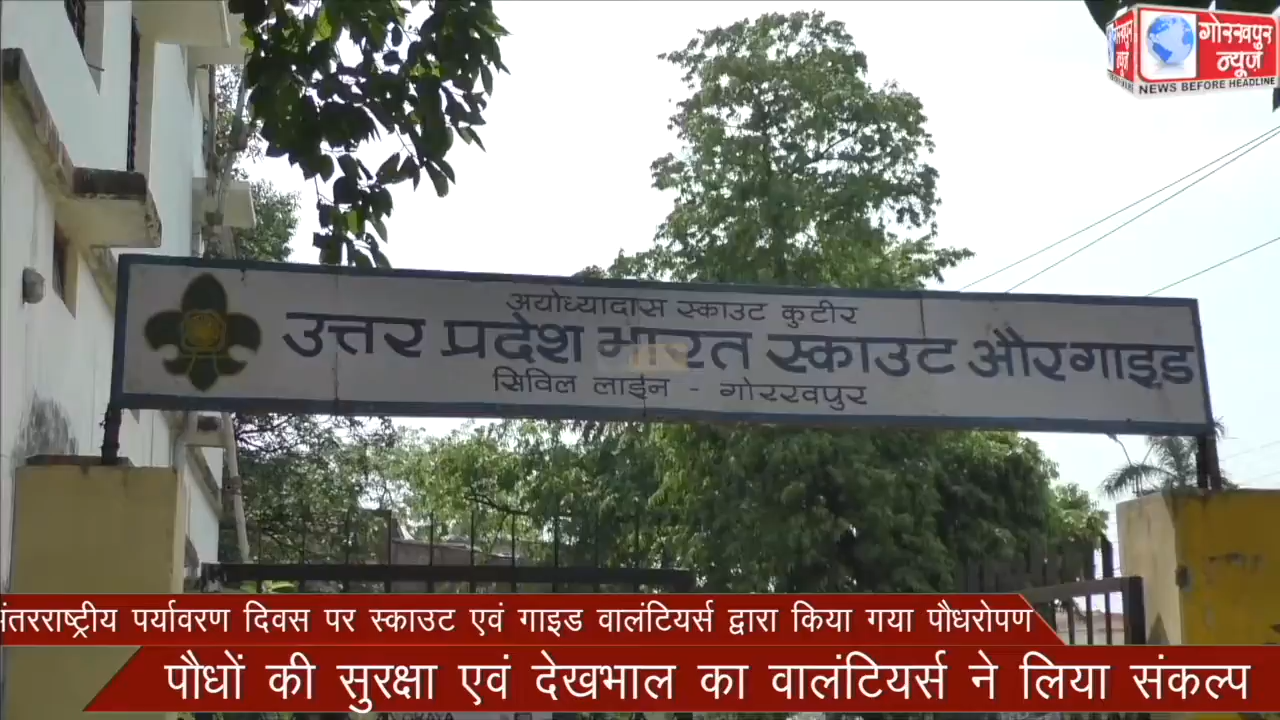 गोरखपुर
न्यूज़
NEWS BEFORE HEADLINE
अयोध्यादास स्काउट कुटीर
उत्तर प्रदेश भारत स्काउट और गाइड
सिविल लाईन - गोरखपुर
अंतरराष्ट्रीय पर्यावरण दिवस पर स्काउट एवं गाइड वालंटियर्स द्वारा किया गया पौधरोपण
पौधों की सुरक्षा एवं देखभाल का वालंटियर्स ने लिया संकल्प